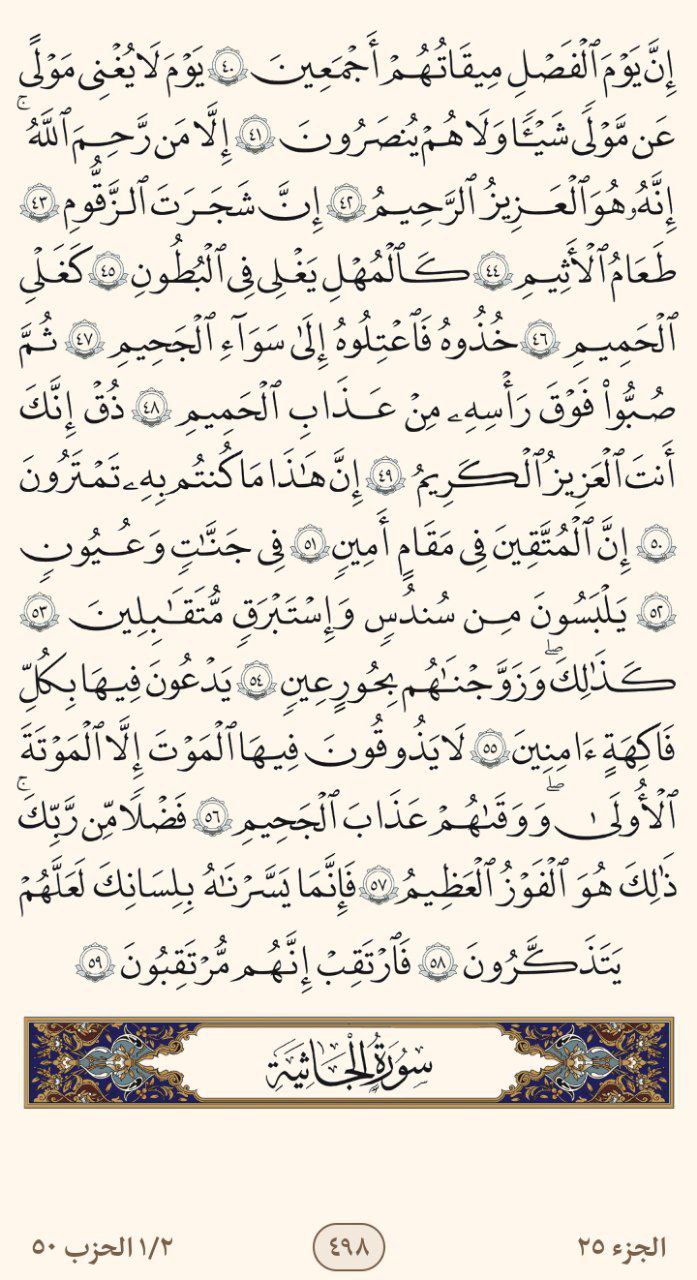 إِنَّ يَوۡمَ ٱلۡفَصۡلِ مِيقَٰتُهُمۡ أَجۡمَعِينَ ٤٠ يَوۡمَ لَا يُغۡنِي مَوۡلًى
عَن مَّوۡلٗى شَيۡـٔٗا وَلَا هُمۡ يُنصَرُونَ ٤١ إِلَّا مَن رَّحِمَ ٱللَّهُۚ
إِنَّهُۥ هُوَ ٱلۡعَزِيزُ ٱلرَّحِيمُ ٤٢ إِنَّ شَجَرَتَ ٱلزَّقُّومِ ٤٣
طَعَامُ ٱلۡأَثِيمِ ٤٤ كَٱلۡمُهۡلِ يَغۡلِي فِي ٱلۡبُطُونِ ٤٥ كَغَلۡيِ
ٱلۡحَمِيمِ ٤٦ خُذُوهُ فَٱعۡتِلُوهُ إِلَىٰ سَوَآءِ ٱلۡجَحِيمِ ٤٧ ثُمَّ
صُبُّواْ فَوۡقَ رَأۡسِهِۦ مِنۡ عَذَابِ ٱلۡحَمِيمِ ٤٨ ذُقۡ إِنَّكَ
أَنتَ ٱلۡعَزِيزُ ٱلۡكَرِيمُ ٤٩ إِنَّ هَٰذَا مَا كُنتُم بِهِۦ تَمۡتَرُونَ
٥٠ إِنَّ ٱلۡمُتَّقِينَ فِي مَقَامٍ أَمِينٖ ٥١ فِي جَنَّٰتٖ وَعُيُونٖ
٥٢ يَلۡبَسُونَ مِن سُندُسٖ وَإِسۡتَبۡرَقٖ مُّتَقَٰبِلِينَ ٥٣
كَذَٰلِكَۖ وَزَوَّجۡنَٰهُم بِحُورٍ عِينٖ ٥٤ يَدۡعُونَ فِيهَا بِكُلِّ
فَٰكِهَةٍ ءَامِنِينَ ٥٥ لَا يَذُوقُونَ فِيهَا ٱلۡمَوۡتَ إِلَّا ٱلۡمَوۡتَةَ
ٱلۡأُولَىٰۖ وَوَقَىٰهُمۡ عَذَابَ ٱلۡجَحِيمِ ٥٦ فَضۡلٗا مِّن رَّبِّكَۚ
ذَٰلِكَ هُوَ ٱلۡفَوۡزُ ٱلۡعَظِيمُ ٥٧ فَإِنَّمَا يَسَّرۡنَٰهُ بِلِسَانِكَ لَعَلَّهُمۡ
يَتَذَكَّرُونَ ٥٨ فَٱرۡتَقِبۡ إِنَّهُم مُّرۡتَقِبُونَ ٥٩
سُورَةُ الْجَاثِيَةِ
الجزء ٢٥
٤٩٨
١/٢ الحزب ٥٠